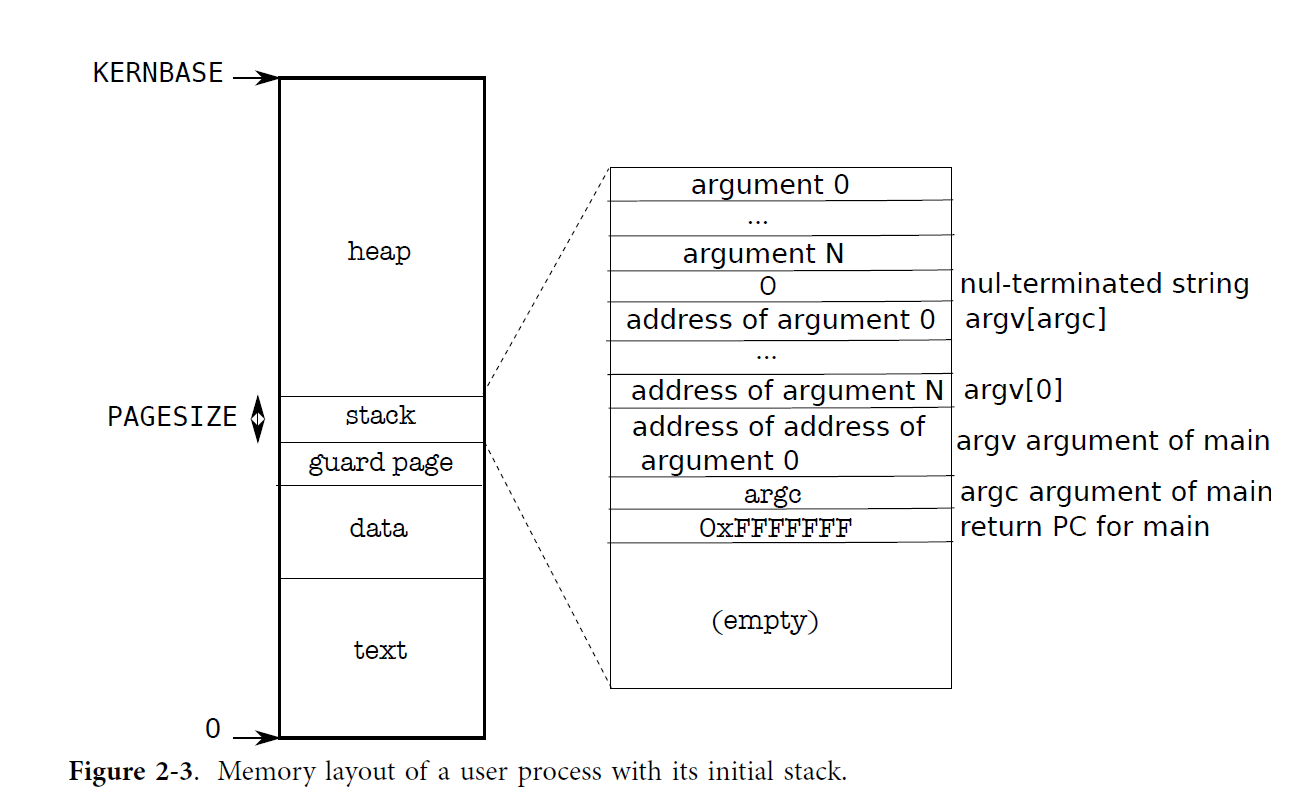 KERNBASE
heap
PAGESIZE
stack
guard page
data
text
0
argument 0
...
argument N
0
nul-terminated string
address of argument 0
argv[argc]
...
address of argument N
argv[0]
address of address of
argument 0
argv argument of main
argc
argc argument of main
0xFFFFFFF
return PC for main
(empty)
Figure 2-3. Memory layout of a user process with its initial stack.